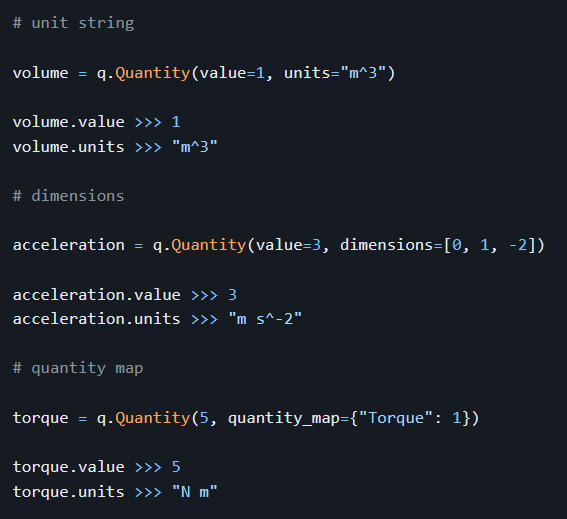 # unit string
volume = q.Quantity(value=1, units="m^3")
volume.value >>> 1
volume.units >>> "m^3"
# dimensions
acceleration = q.Quantity(value=3, dimensions=[0, 1, -2])
acceleration.value >>> 3
acceleration.units >>> "m s^-2"
# quantity map
torque = q.Quantity(5, quantity_map={"Torque": 1})
torque.value >>> 5
torque.units >>> "N m"